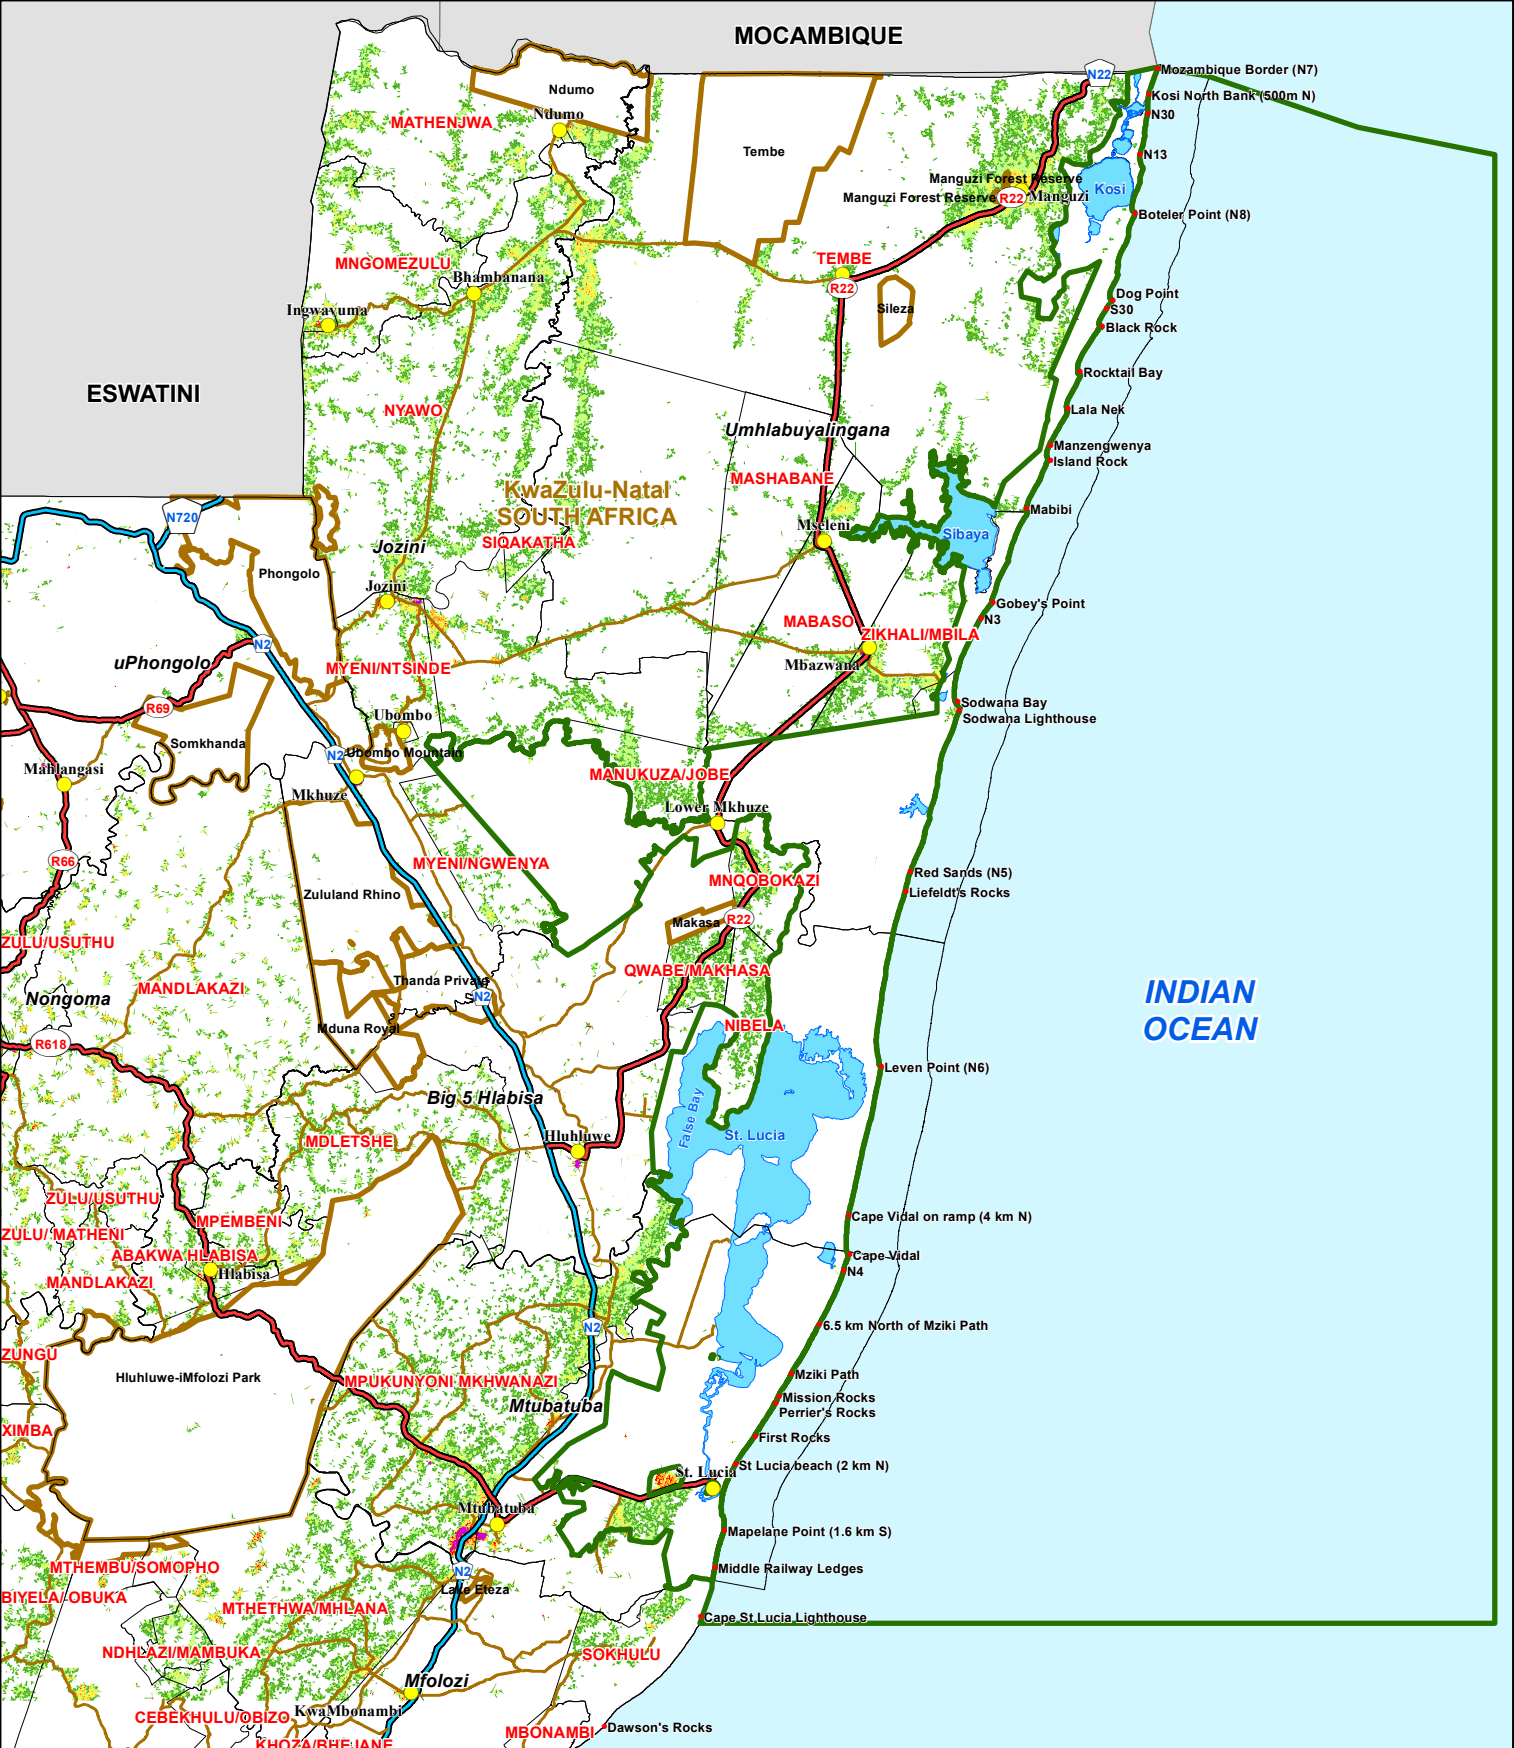 MOCAMBIQUE
Mozambique Border (N7)
N22
Ndumo
Kosi North Bank (500m N)
Ndumo
N30
MATHENJWA
Tembe
N13
Manguzi Forest Reserve
Kosi
Manguzi Forest Reserve
R22
Manguzi
Boteler Point (N8)
TEMBE
MNGOMEZULU
Bhambanana
R22
Dog Point
Sileza
S30
Ingwavuma
Black Rock
Rocktail Bay
ESWATINI
NYAWO
Lala Nek
Umhlabuyalingana
Manzengwenya
Island Rock
MASHABANE
KwaZulu-Natal
SOUTH AFRICA
N720
Mabibi
Mseleni
Sibaya
Jozini
SIQAKATHA
Phongolo
Jozini
Gobey's Point
N3
MABASO
ZIKHALI/MBILA
N2
uPhongolo
MYENI/NTSINDE
Mbazwana
Sodwana Bay
R69
Ubombo
Sodwana Lighthouse
Somkhanda
N2
Ubombo Mountain
Mahlangasi
MANUKUZA/JOBE
Mkhuze
Lower Mkhuze
R66
MYENI/NGWENYA
Red Sands (N5)
MNQOBOKAZI
Zululand Rhino
Liefeldt's Rocks
Makasa
R22
ZULU/USUTHU
QWABE/MAKHASA
Thanda Private
MANDLAKAZI
N2
INDIAN
OCEAN
Nongoma
NIBELA
Mduna Royal
R618
Leven Point (N6)
Big 5 Hlabisa
False Bay
St. Lucia
Hluhluwe
MDLETSHE
ZULU/USUTHU
Cape Vidal on ramp (4 km N)
MPEMBENI
ZULU/ MATHENI
ABAKWA HLABISA
Cape Vidal
Hlabisa
N4
MANDLAKAZI
N2
6.5 km North of Mziki Path
ZUNGU
Hluhluwe-iMfolozi Park
MPUKUNYONI MKHWANAZI
Mziki Path
Mission Rocks
Mtubatuba
Perrier's Rocks
XIMBA
First Rocks
St Lucia beach (2 km N)
St. Lucia
Mtubatuba
Mapelane Point (1.6 km S)
MTHEMBU/SOMOPHO
N2
Middle Railway Ledges
Lake Eteza
BIYELA/-OBUKA
MTHETHWA/MHLANA
Cape St Lucia Lighthouse
NDHLAZI/MAMBUKA
SOKHULU
Mfolozi
KwaMbonambi
CEBEKHULU/OBIZO
MBONAMBI
Dawson's Rocks
KHOZA/BHEJANE